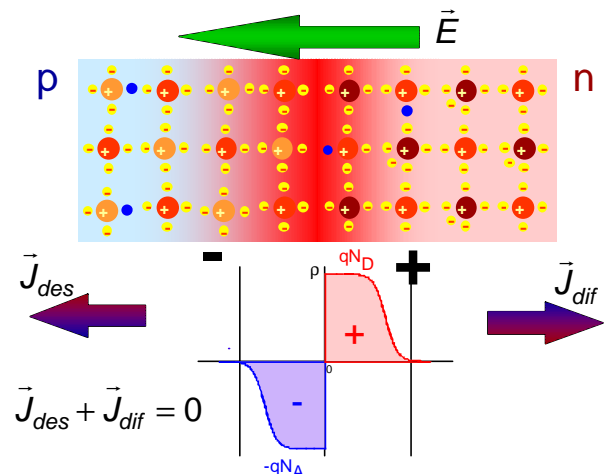 E
p
n
- +
qN_D
ρ
J_des
J_dif
+
0
-
J_des + J_dif = 0
-qN_A